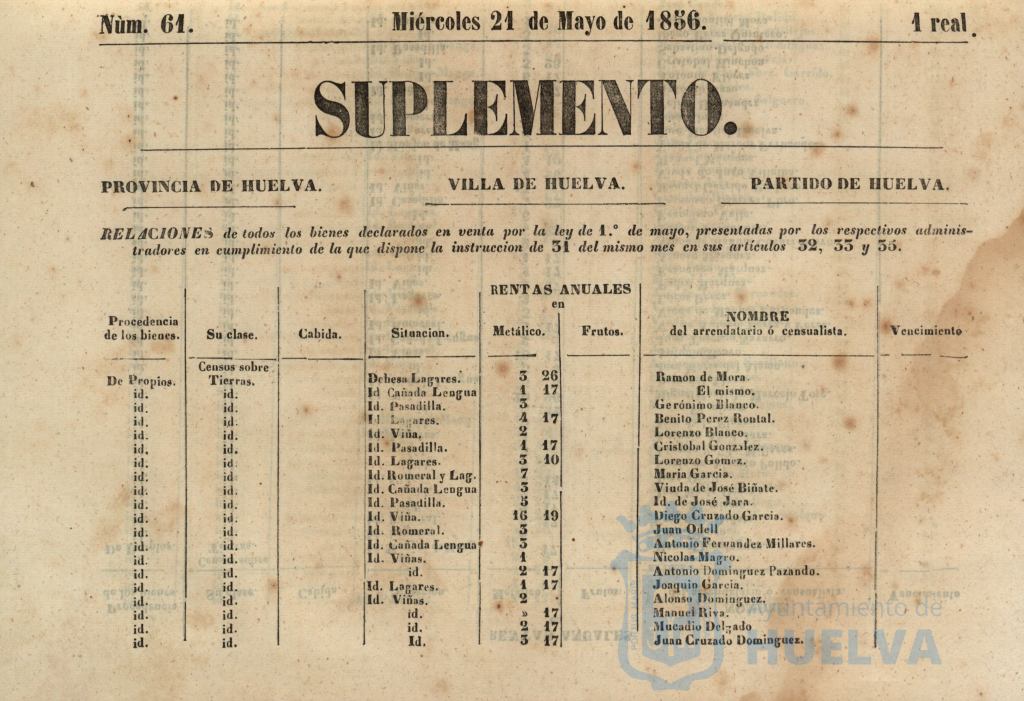 Nùm. 61. Miércoles 21 de Mayo de 1856. 1 real.
SUPLEMENTO.
PROVINCIA DE HUELVA. VILLA DE HUELVA. PARTIDO DE HUELVA.
RELACIONES de todos los bienes declarados en venta por la ley de 1.º de mayo, presentadas por los respectivos adminis-
tradores en cumplimiento de la que dispone la instruccion de 31 del mismo mes en sus artículos 32, 33 y 35.
RENTAS ANUALES
en
Procedencia de los bienes. Su clase. Cabida. Situacion. Metálico. Frutos. NOMBRE del arrendatario ó censualista. Vencimiento
Census sobre
De Propios. Tierras. Dehesa Lagares. 3 26 Ramon de Mora.
id. id. Id Cañada Lengua 1 17 El mismo.
id. id. Id. Pasadilla. 3 Gerónimo Blanco.
id. id. Id. Lagares. 4 17 Benito Perez Rontal.
id. id. Id. Viña. 2 Lorenzo Blanco.
id. id. Id. Pasadilla. 1 17 Cristobal Gonzalez.
id. id. Id. Lagares. 3 10 Lorenzo Gomez.
id. id. Id. Romeral y Lag. 7 Maria Garcia.
id. id. Id. Cañada Lengua 3 Viuda de José Biñate.
id. id. Id. Pasadilla. 5 Id. de José Jara.
id. id. Id. Viña. 16 19 Diego Cruzado Garcia.
id. id. Id. Romeral. 3 Juan Odell
id. id. Id. Cañada Lengua 3 Antonio Fernandez Millares.
id. id. Id. Viñas. 1 Nicolas Magro.
id. id. id. 2 17 Antonio Dominguez Pazando.
id. id. Id. Lagares. 1 17 Joaquin Garcia.
id. id. Id. Viñas. 2 Alonso Dominguez.
id. id. id. » 17 Manuel Riva.
id. id. id. 2 17 Mucadio Delgado
id. id. Id. 3 17 Juan Cruzado Dominguez.
Ayuntamiento de
HUELVA